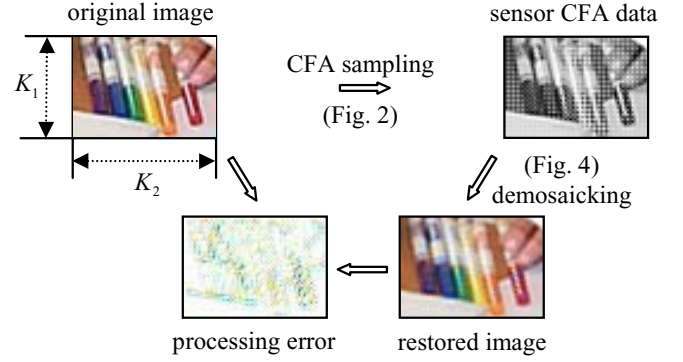 original image
sensor CFA data
K1
CFA sampling
(Fig. 2)
K2
(Fig. 4)
demosaicking
processing error
restored image